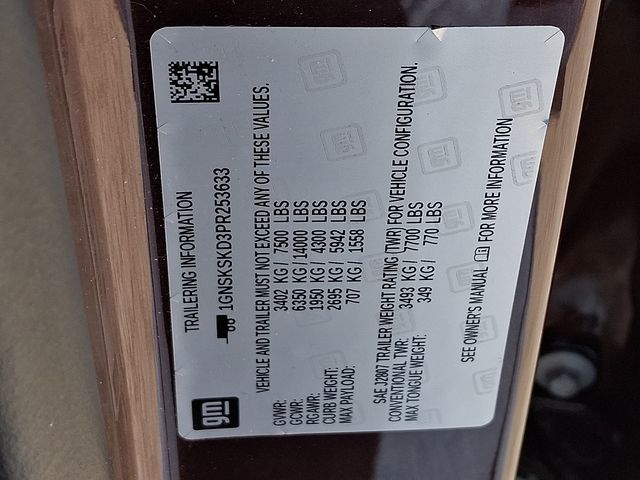 gm
TRAILERING INFORMATION
1GNSKSKD3PR253633
VEHICLE AND TRAILER MUST NOT EXCEED ANY OF THESE VALUES.
GVWR: 3402 KG / 7500 LBS
GCWR: 6350 KG / 14000 LBS
RGAWR: 1950 KG / 4300 LBS
CURB WEIGHT: 2695 KG / 5942 LBS
MAX PAYLOAD: 707 KG / 1558 LBS
SAE J2807 TRAILER WEIGHT RATING (TWR) FOR VEHICLE CONFIGURATION.
CONVENTIONAL TWR: 3493 KG / 7700 LBS
MAX TONGUE WEIGHT: 349 KG / 770 LBS
SEE OWNER'S MANUAL FOR MORE INFORMATION